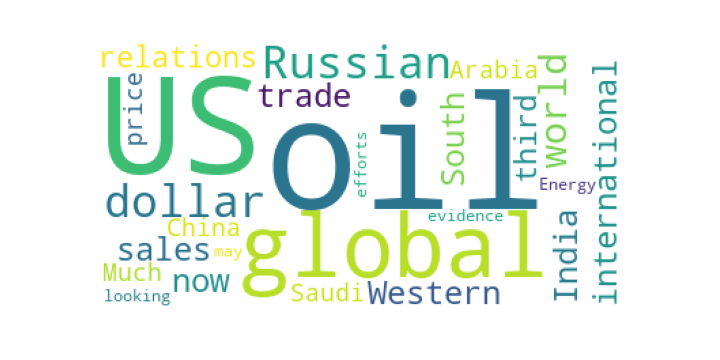 relations
Russian
Arabia
world
international
price
US
oil
trade
South
third
efforts
Energy
dollar
global
evidence
India
China
sales
may
Much
now
Saudi
Western
looking